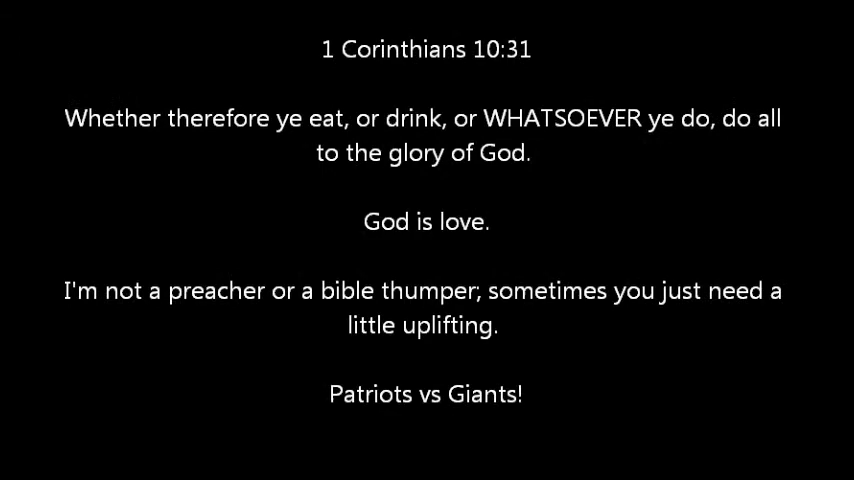 1 Corinthians 10:31
Whether therefore ye eat, or drink, or WHATSOEVER ye do, do all
to the glory of God.
God is love.
I'm not a preacher or a bible thumper; sometimes you just need a
little uplifting.
Patriots vs Giants!